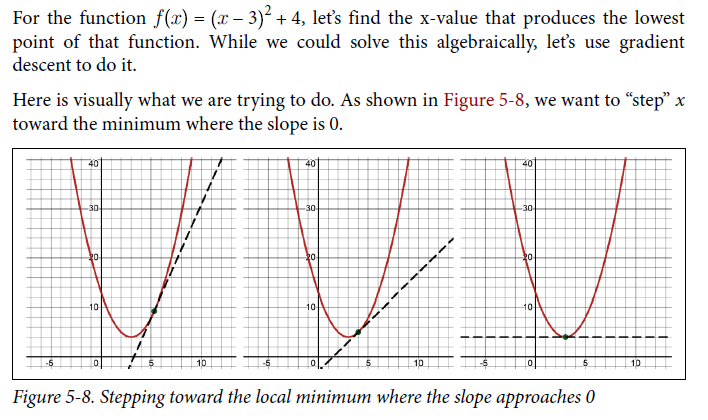 For the function f(x) = (x – 3)² + 4, let’s find the x-value that produces the lowest
point of that function. While we could solve this algebraically, let’s use gradient
descent to do it.
Here is visually what we are trying to do. As shown in Figure 5-8, we want to “step” x
toward the minimum where the slope is 0.
40 40 40
30 30 30
20 20 20
10 10 10
-5 0 5 10 -5 0 5 10 -5 0 5 10
Figure 5-8. Stepping toward the local minimum where the slope approaches 0